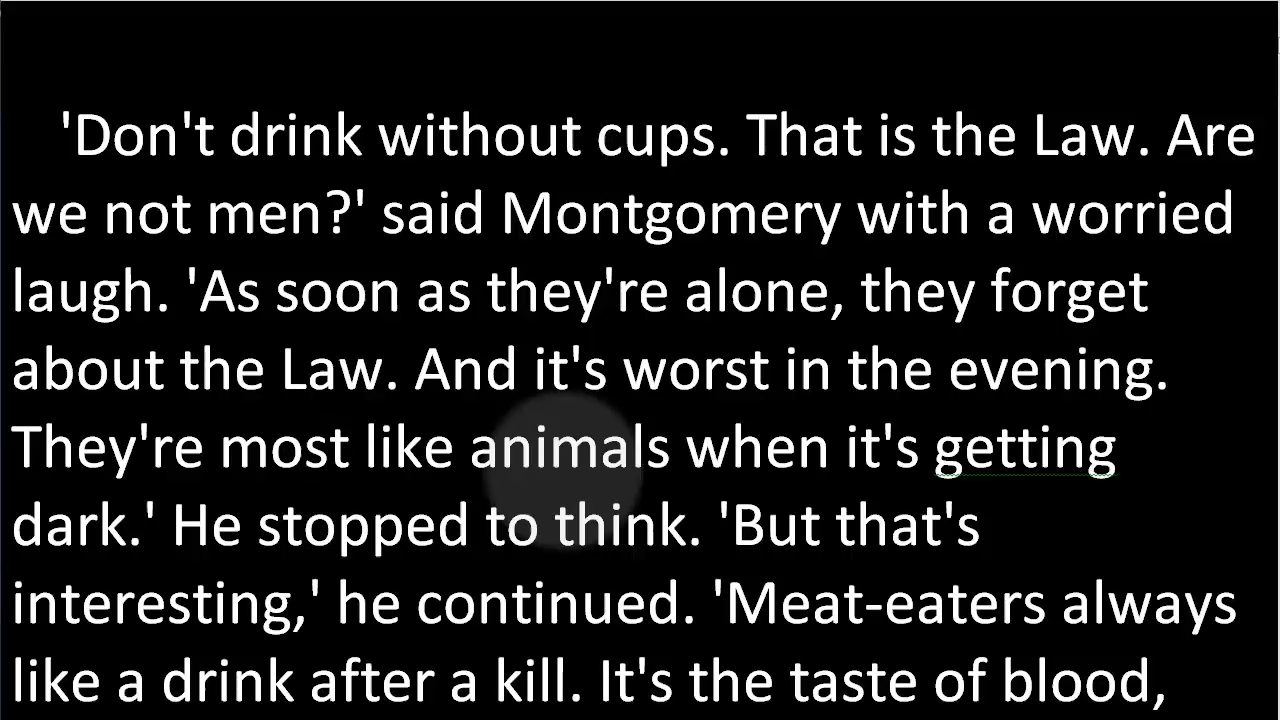 'Don't drink without cups. That is the Law. Are
we not men?' said Montgomery with a worried
laugh. 'As soon as they're alone, they forget
about the Law. And it's worst in the evening.
They're most like animals when it's getting
dark.' He stopped to think. 'But that's
interesting,' he continued. 'Meat-eaters always
like a drink after a kill. It's the taste of blood,